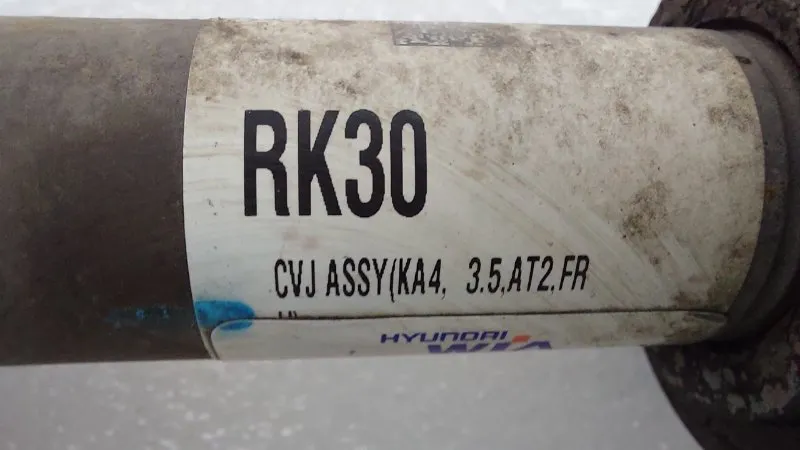 RK30
CVJ ASSY(KA4, 3.5,AT2,FR
HYUNDAI
WIA